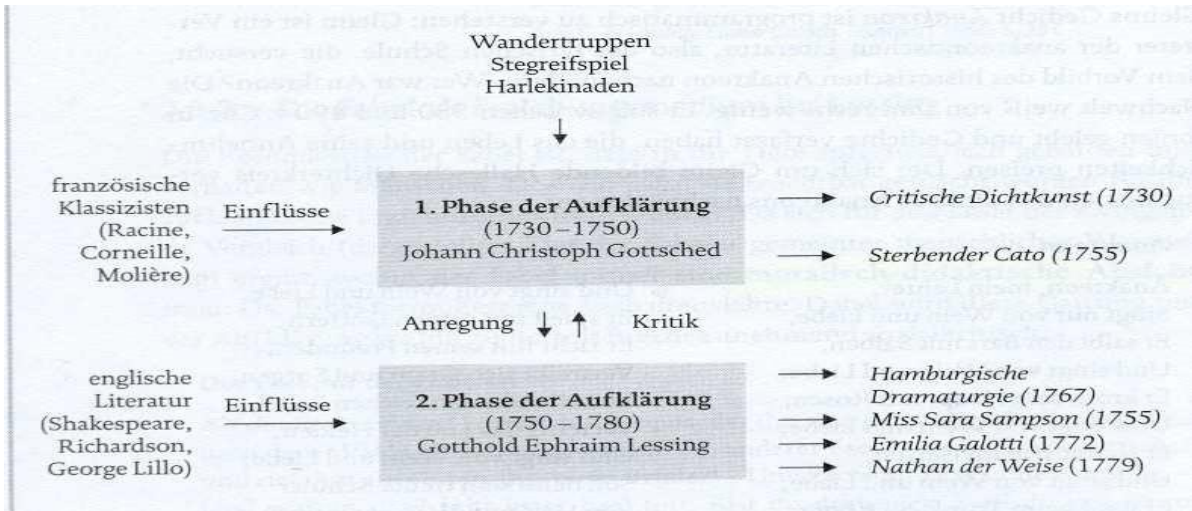 Wandertruppen
Stegreifspiel
Harlekinaden
französische
Klassizisten
(Racine,
Corneille,
Molière)
Einflüsse
1. Phase der Aufklärung
(1730–1750)
Johann Christoph Gottsched
Critische Dichtkunst (1730)
Sterbender Cato (1755)
Anregung
Kritik
englische
Literatur
(Shakespeare,
Richardson,
George Lillo)
Einflüsse
2. Phase der Aufklärung
(1750–1780)
Gotthold Ephraim Lessing
Hamburgische
Dramaturgie (1767)
Miss Sara Sampson (1755)
Emilia Galotti (1772)
Nathan der Weise (1779)